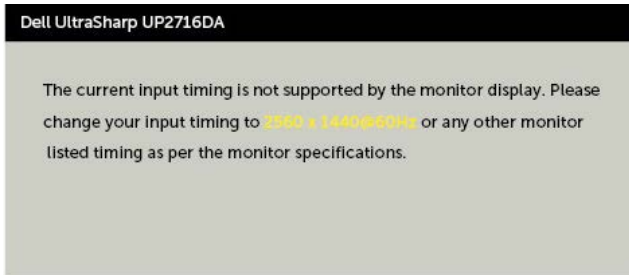 Dell UltraSharp UP2716DA
The current input timing is not supported by the monitor display. Please
change your input timing to 2560 x 1440@60Hz or any other monitor
listed timing as per the monitor specifications.